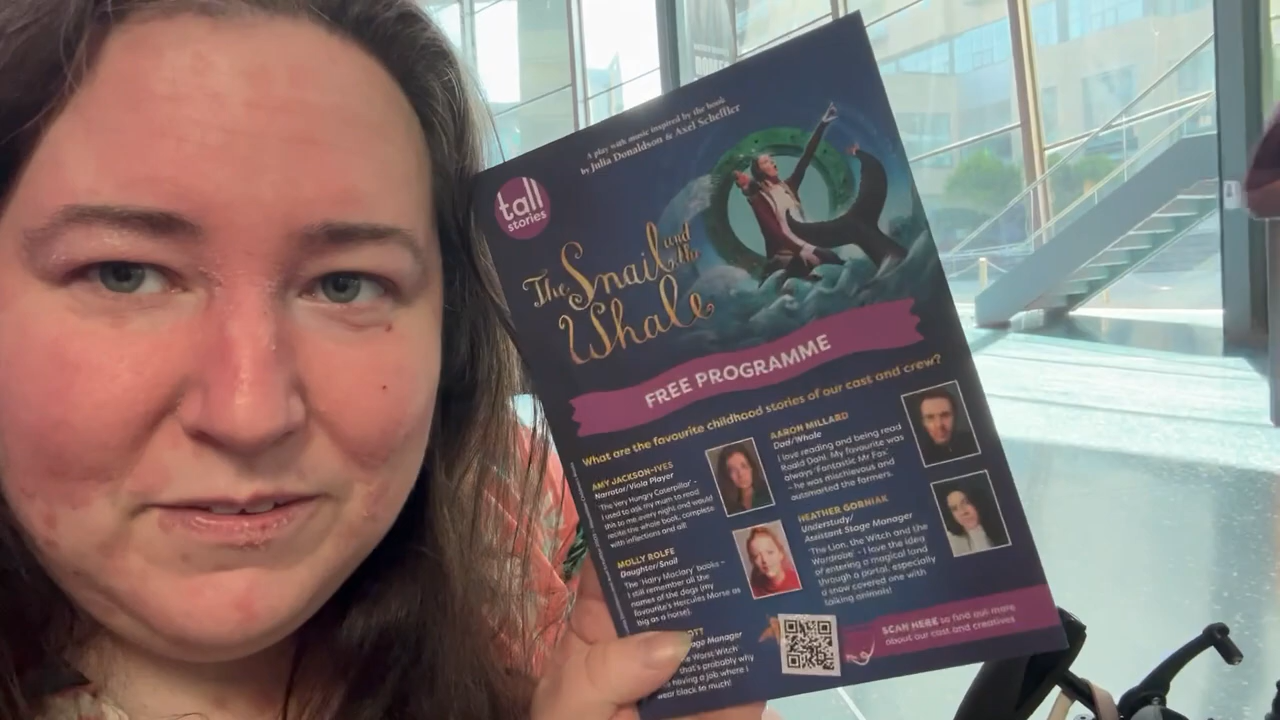 A play with music inspired by the book
by Julia Donaldson & Axel Scheffler
tall
stories
The Snail and the
Whale
FREE PROGRAMME
What are the favourite childhood stories of our cast and crew?
AMY JACKSON-IVES
Narrator/Viola Player
'The Very Hungry Caterpillar' -
I used to ask my mum to read
this to me every night and would
recite the whole book, complete
with inflections and all!
MOLLY ROLFE
Daughter/Snail
The 'Hairy Maclary' books -
I still remember all the
names of the dogs (my
favourite's Hercules Morse as
big as a horse).
OTT
age Manager
e Worst Witch'
that's probably why
having a job where I
wear black so much!
AARON MILLARD
Dad/Whale
I love reading and being read
Roald Dahl. My favourite was
always 'Fantastic Mr Fox'
- he was mischievous and
outsmarted the farmers.
HEATHER GORNIAK
Understudy/
Assistant Stage Manager
'The Lion, the Witch and the
Wardrobe' - I love the idea
of entering a magical land
through a portal, especially
a snow covered one with
talking animals!
SCAN HERE to find out more
about our cast and creatives